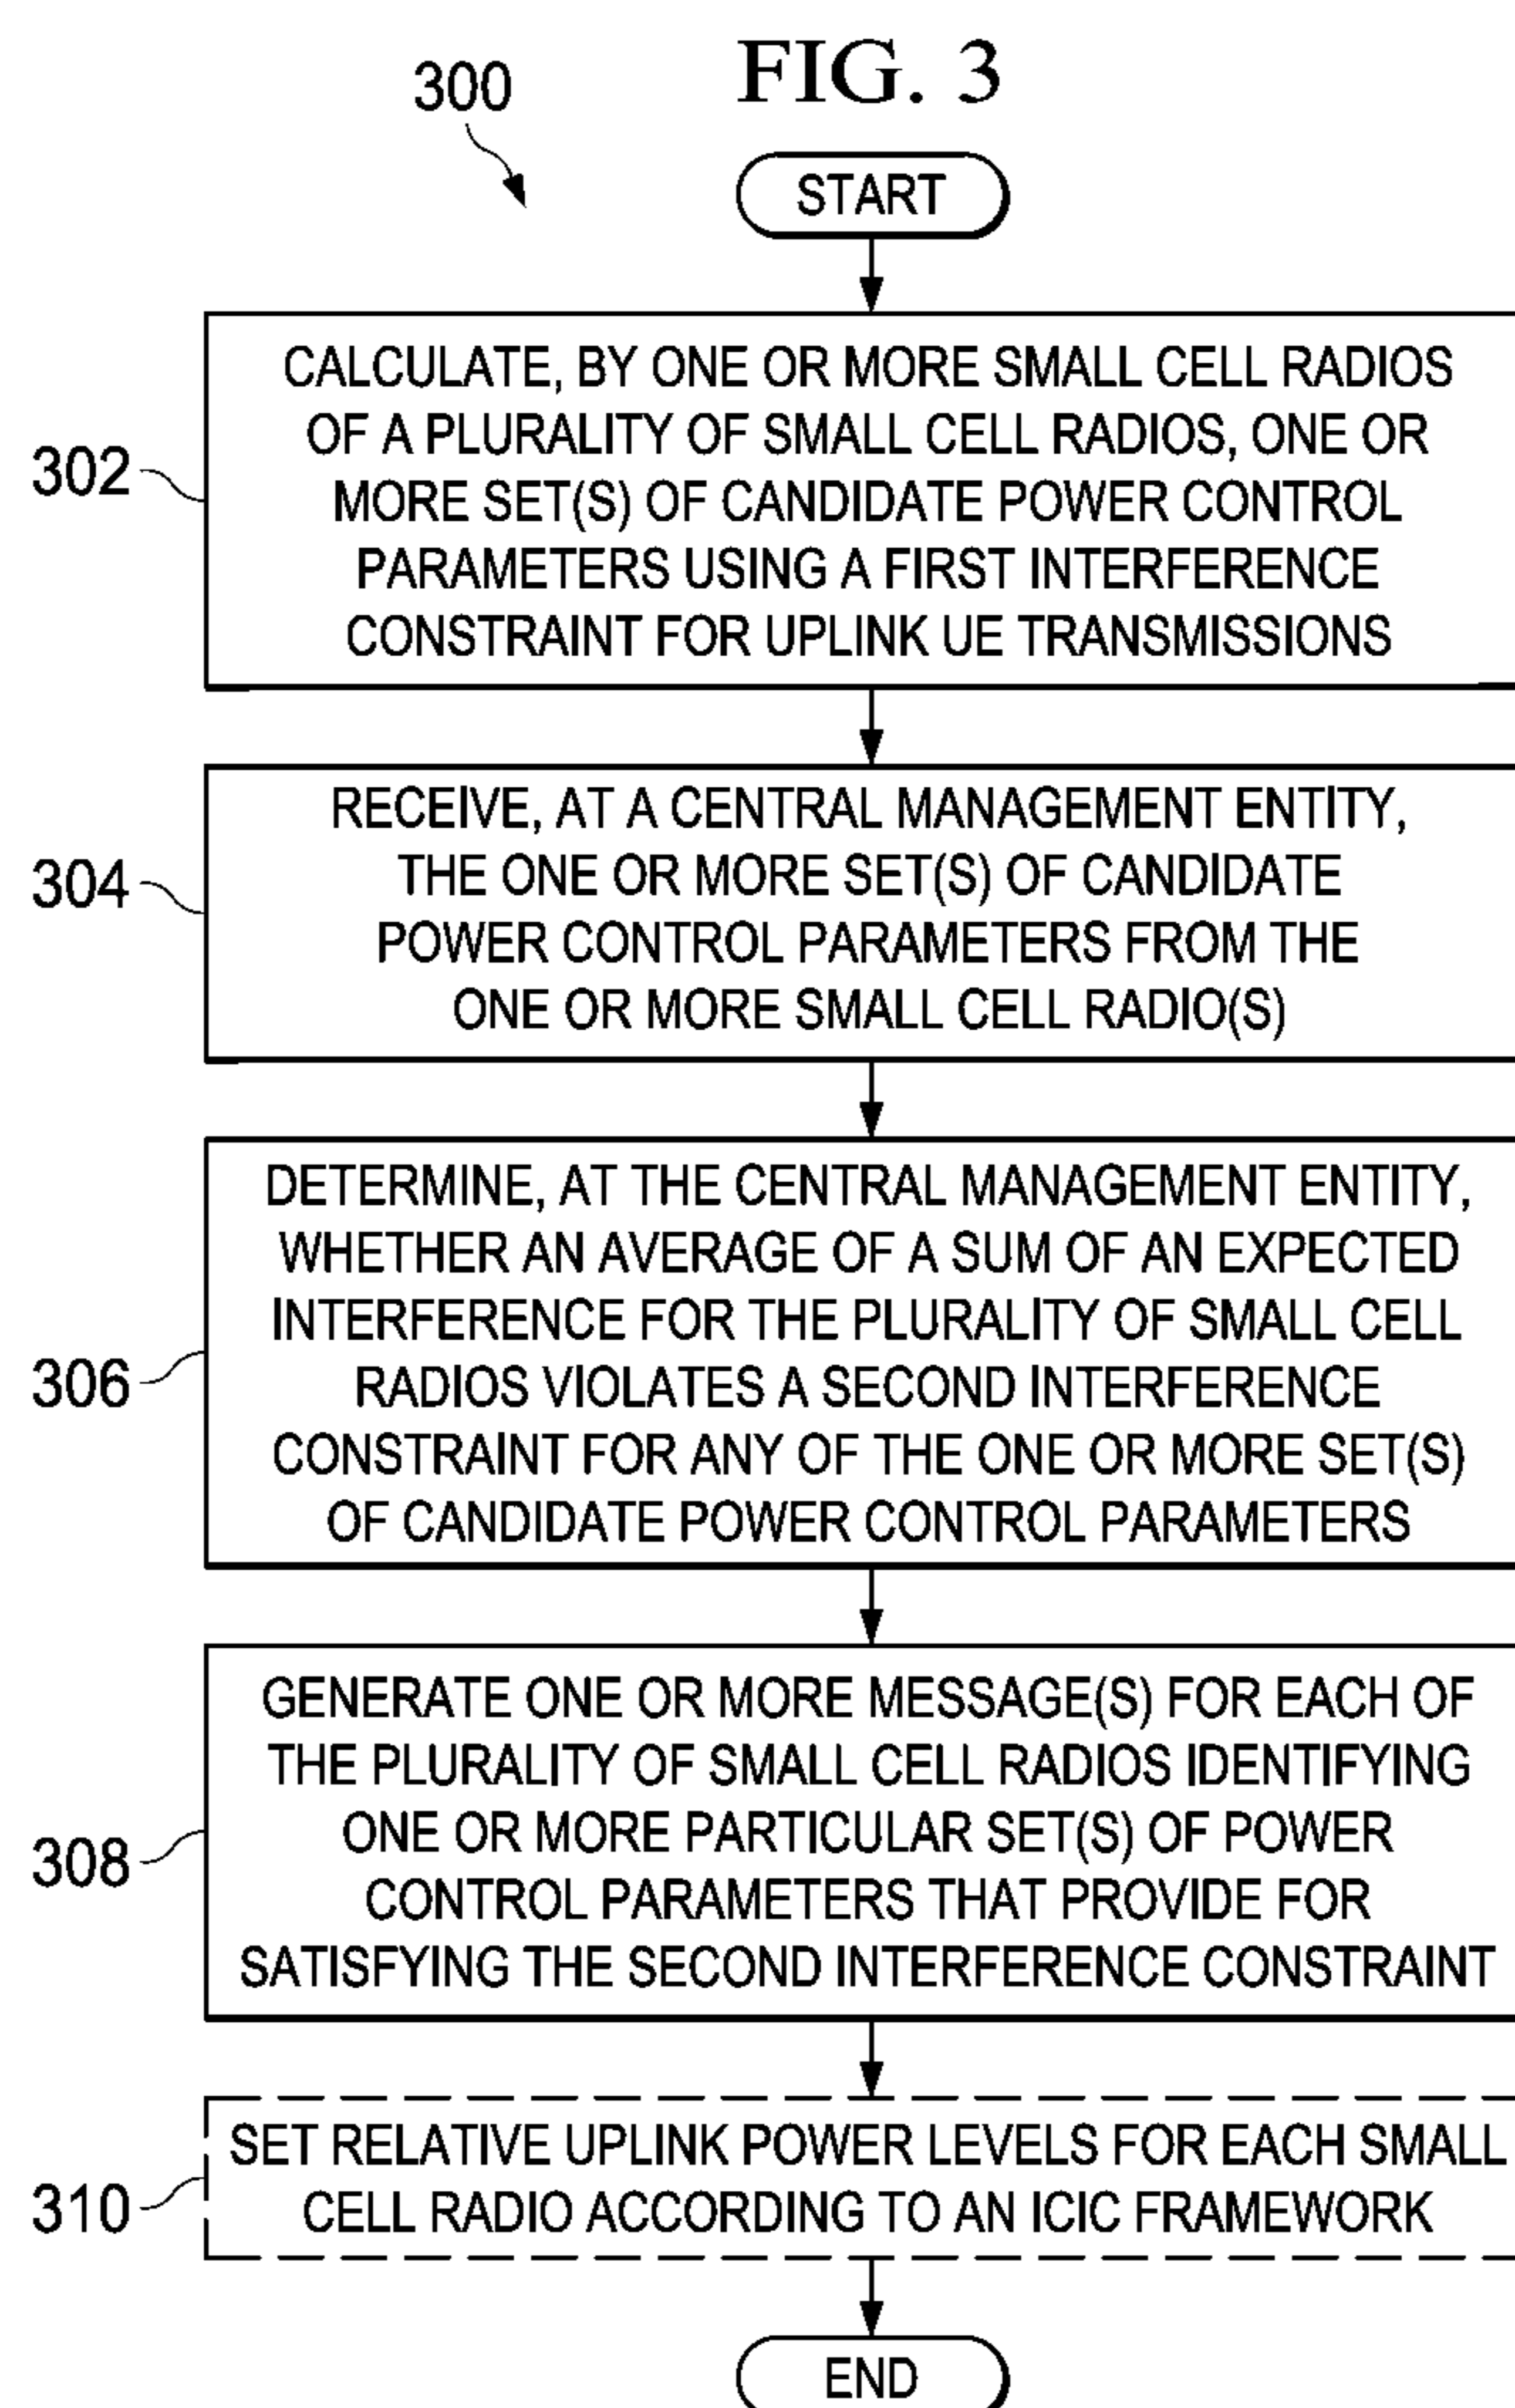 FIG. 3
300
START
302
CALCULATE, BY ONE OR MORE SMALL CELL RADIOS
OF A PLURALITY OF SMALL CELL RADIOS, ONE OR
MORE SET(S) OF CANDIDATE POWER CONTROL
PARAMETERS USING A FIRST INTERFERENCE
CONSTRAINT FOR UPLINK UE TRANSMISSIONS
304
RECEIVE, AT A CENTRAL MANAGEMENT ENTITY,
THE ONE OR MORE SET(S) OF CANDIDATE
POWER CONTROL PARAMETERS FROM THE
ONE OR MORE SMALL CELL RADIO(S)
306
DETERMINE, AT THE CENTRAL MANAGEMENT ENTITY,
WHETHER AN AVERAGE OF A SUM OF AN EXPECTED
INTERFERENCE FOR THE PLURALITY OF SMALL CELL
RADIOS VIOLATES A SECOND INTERFERENCE
CONSTRAINT FOR ANY OF THE ONE OR MORE SET(S)
OF CANDIDATE POWER CONTROL PARAMETERS
308
GENERATE ONE OR MORE MESSAGE(S) FOR EACH OF
THE PLURALITY OF SMALL CELL RADIOS IDENTIFYING
ONE OR MORE PARTICULAR SET(S) OF POWER
CONTROL PARAMETERS THAT PROVIDE FOR
SATISFYING THE SECOND INTERFERENCE CONSTRAINT
310
SET RELATIVE UPLINK POWER LEVELS FOR EACH SMALL
CELL RADIO ACCORDING TO AN ICIC FRAMEWORK
END